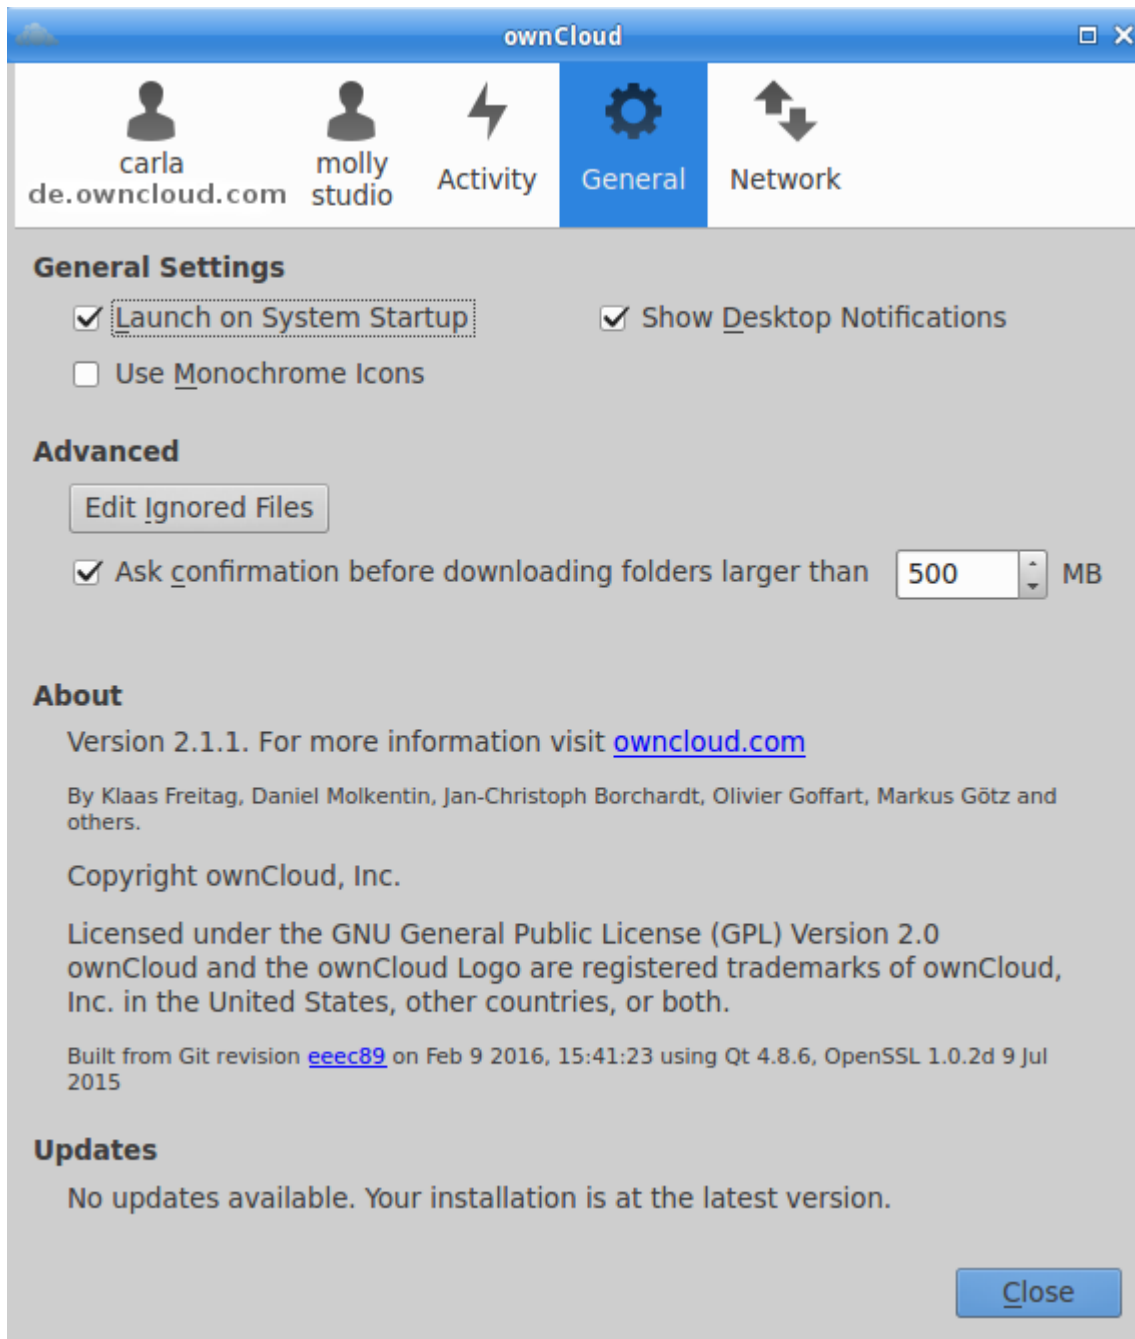 ownCloud
carla
de.owncloud.com
molly
studio
Activity
General
Network
General Settings
Launch on System Startup
Show Desktop Notifications
Use Monochrome Icons
Advanced
Edit Ignored Files
Ask confirmation before downloading folders larger than 500 MB
About
Version 2.1.1. For more information visit owncloud.com
By Klaas Freitag, Daniel Molkentin, Jan-Christoph Borchardt, Olivier Goffart, Markus Götz and
others.
Copyright ownCloud, Inc.
Licensed under the GNU General Public License (GPL) Version 2.0
ownCloud and the ownCloud Logo are registered trademarks of ownCloud,
Inc. in the United States, other countries, or both.
Built from Git revision eeec89 on Feb 9 2016, 15:41:23 using Qt 4.8.6, OpenSSL 1.0.2d 9 Jul
2015
Updates
No updates available. Your installation is at the latest version.
Close